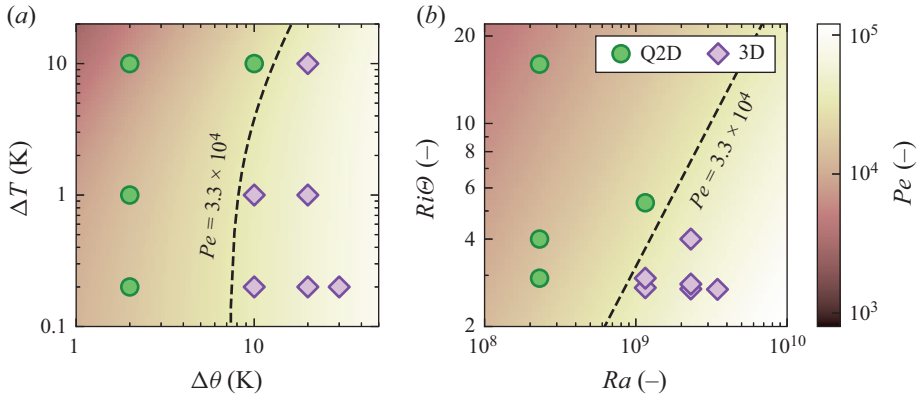 (a)
10
1
0.1
ΔT (K)
Pe = 3.3 × 10⁴
1
10
Δθ (K)
(b)
Q2D
3D
20
12
8
6
4
2
RiΘ (–)
Pe = 3.3 × 10⁴
10⁸
10⁹
10¹⁰
Ra (–)
10⁵
10⁴
10³
Pe (–)